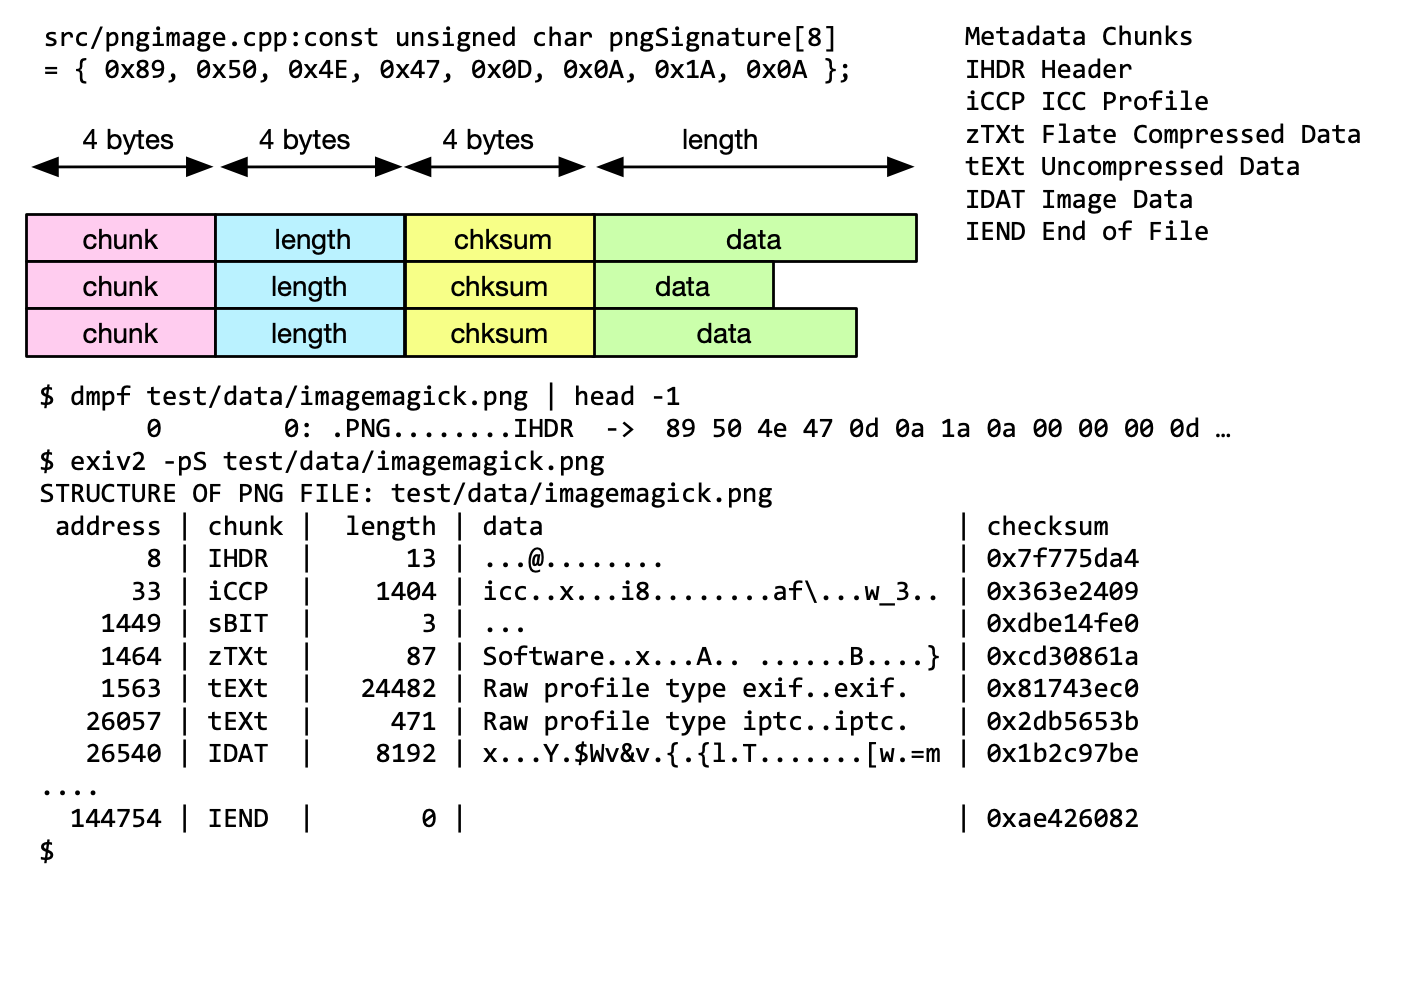 src/pngimage.cpp:const unsigned char pngSignature[8]
= { 0x89, 0x50, 0x4E, 0x47, 0x0D, 0x0A, 0x1A, 0x0A };
Metadata Chunks
IHDR Header
iCCP ICC Profile
zTXt Flate Compressed Data
tEXt Uncompressed Data
IDAT Image Data
IEND End of File
4 bytes 4 bytes 4 bytes length
chunk length chksum data
chunk length chksum data
chunk length chksum data
$ dmpf test/data/imagemagick.png | head -1
       0        0: .PNG........IHDR  ->  89 50 4e 47 0d 0a 1a 0a 00 00 00 0d …
$ exiv2 -pS test/data/imagemagick.png
STRUCTURE OF PNG FILE: test/data/imagemagick.png
 address | chunk |  length | data                           | checksum
       8 | IHDR  |      13 | ...@........                   | 0x7f775da4
      33 | iCCP  |    1404 | icc..x...i8........af\...w_3.. | 0x363e2409
    1449 | sBIT  |       3 | ...                            | 0xdbe14fe0
    1464 | zTXt  |      87 | Software..x...A.. ......B....} | 0xcd30861a
    1563 | tEXt  |   24482 | Raw profile type exif..exif.   | 0x81743ec0
   26057 | tEXt  |     471 | Raw profile type iptc..iptc.   | 0x2db5653b
   26540 | IDAT  |    8192 | x...Y.$Wv&v.{.{l.T.......[w.=m | 0x1b2c97be
....
  144754 | IEND  |       0 |                                | 0xae426082
$